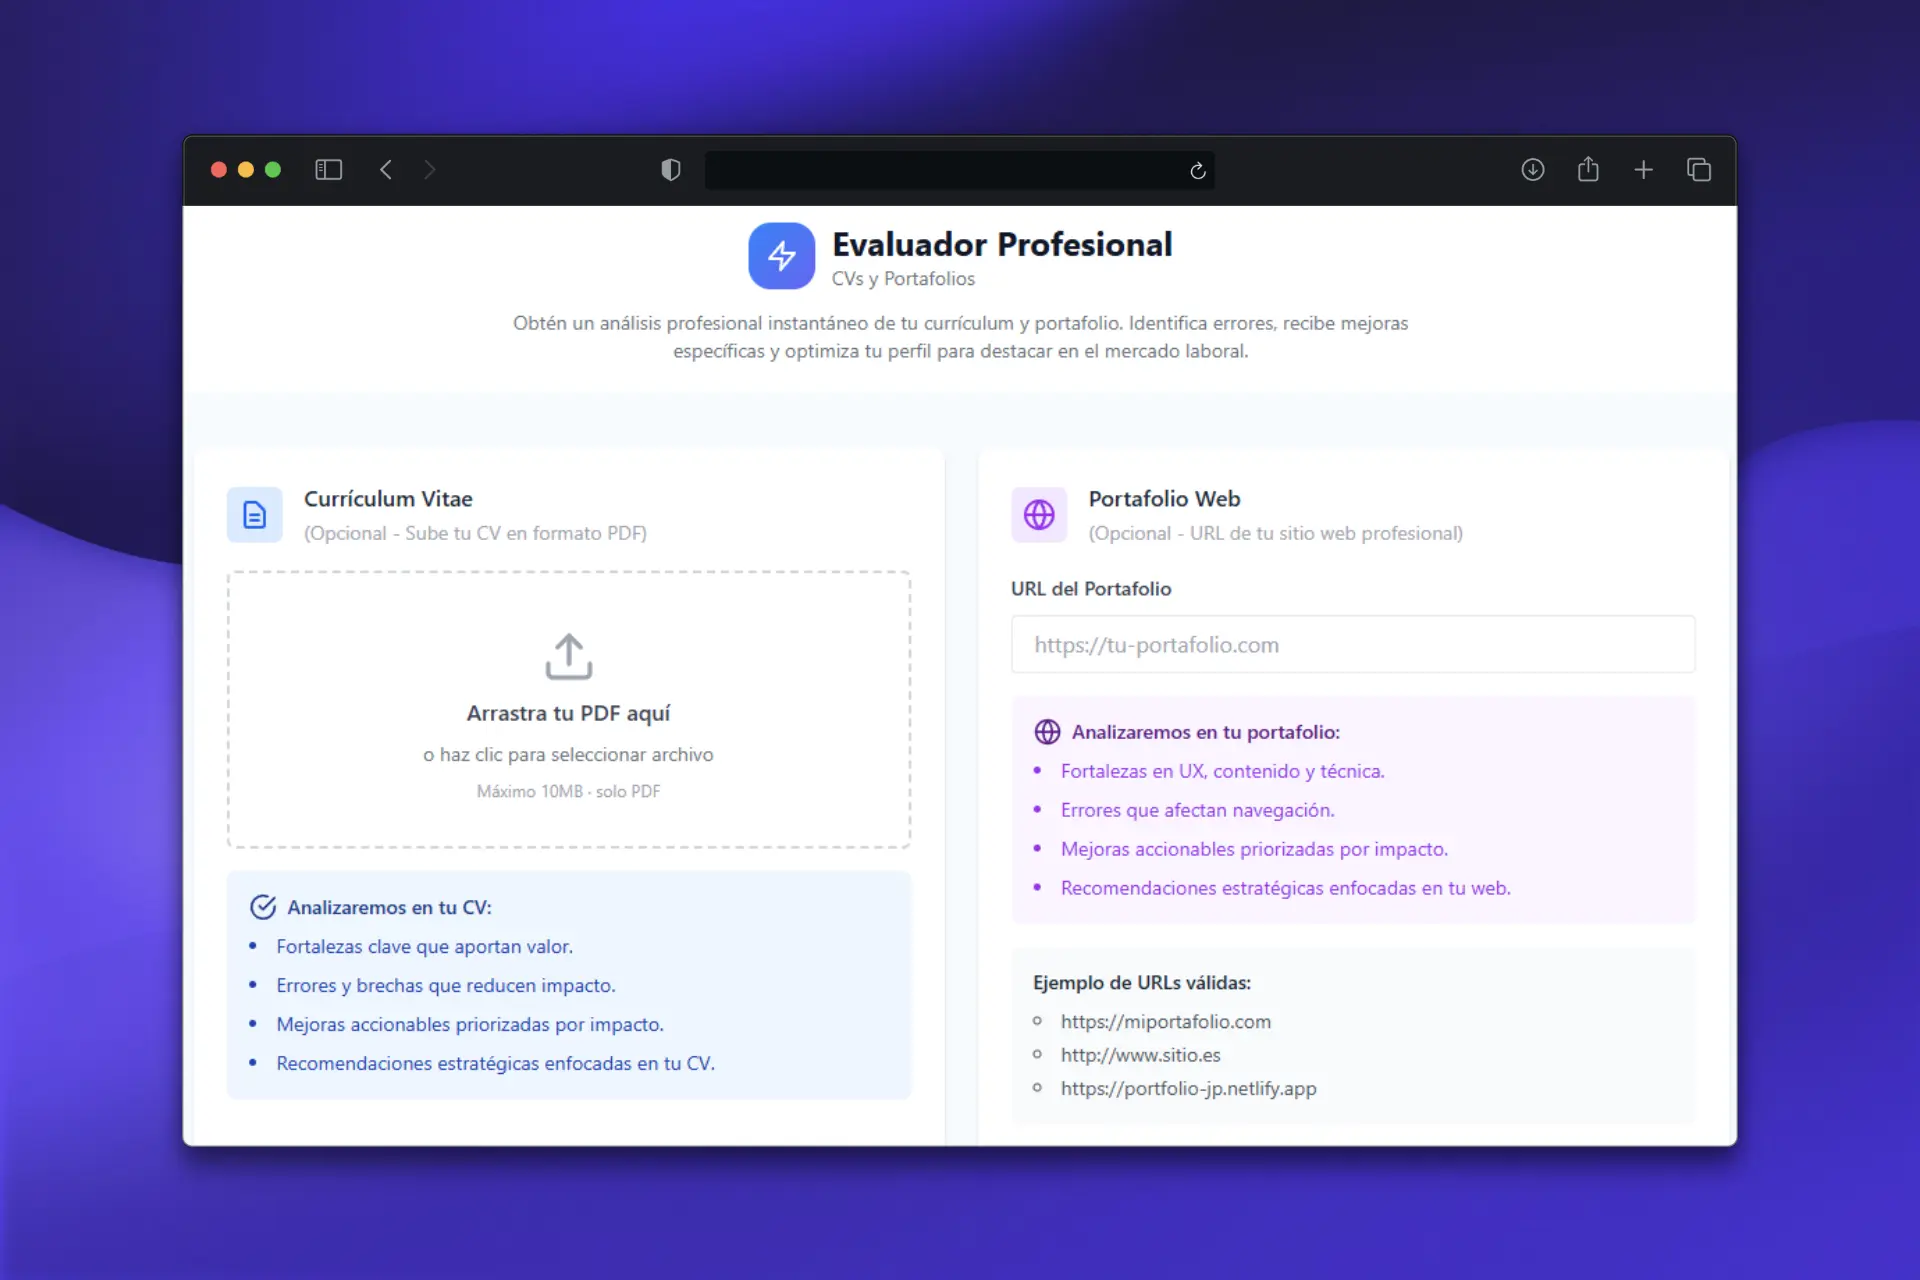 Evaluador Profesional
CVs y Portafolios
Obtén un análisis profesional instantáneo de tu currículum y portafolio. Identifica errores, recibe mejoras
específicas y optimiza tu perfil para destacar en el mercado laboral.
Currículum Vitae
(Opcional - Sube tu CV en formato PDF)
Arrastra tu PDF aquí
o haz clic para seleccionar archivo
Máximo 10MB · solo PDF
Analizaremos en tu CV:
• Fortalezas clave que aportan valor.
• Errores y brechas que reducen impacto.
• Mejoras accionables priorizadas por impacto.
• Recomendaciones estratégicas enfocadas en tu CV.
Portafolio Web
(Opcional - URL de tu sitio web profesional)
URL del Portafolio
https://tu-portafolio.com
Analizaremos en tu portafolio:
• Fortalezas en UX, contenido y técnica.
• Errores que afectan navegación.
• Mejoras accionables priorizadas por impacto.
• Recomendaciones estratégicas enfocadas en tu web.
Ejemplo de URLs válidas:
https://miportafolio.com
http://www.sitio.es
https://portfolio-jp.netlify.app